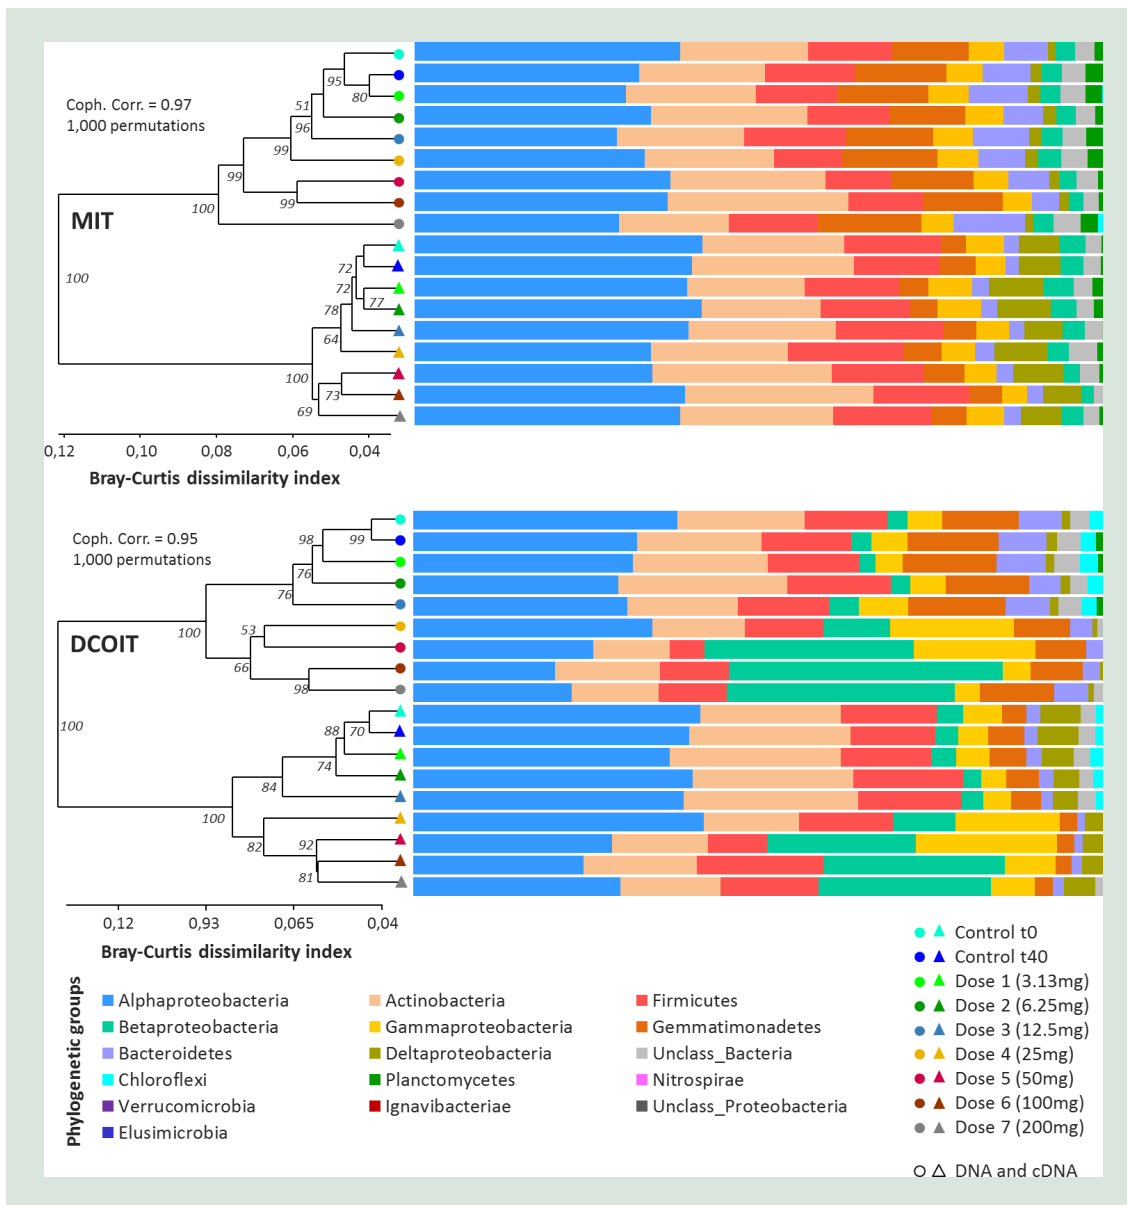 Coph. Corr. = 0.97
1,000 permutations
95
80
51
96
99
99
99
100
MIT
100
72
72
77
78
64
100
73
69
0,12 0,10 0,08 0,06 0,04
Bray-Curtis dissimilarity index
Coph. Corr. = 0.95
1,000 permutations
98
99
76
76
53
100
DCOIT
66
98
100
88
70
74
84
100
82
92
81
0,12 0,93 0,065 0,04
Bray-Curtis dissimilarity index
Phylogenetic groups
Alphaproteobacteria Actinobacteria Firmicutes
Betaproteobacteria Gammaproteobacteria Gemmatimonadetes
Bacteroidetes Deltaproteobacteria Unclass_Bacteria
Chloroflexi Planctomycetes Nitrospirae
Verrucomicrobia Ignavibacteriae Unclass_Proteobacteria
Elusimicrobia
Control t0
Control t40
Dose 1 (3.13mg)
Dose 2 (6.25mg)
Dose 3 (12.5mg)
Dose 4 (25mg)
Dose 5 (50mg)
Dose 6 (100mg)
Dose 7 (200mg)
DNA and cDNA